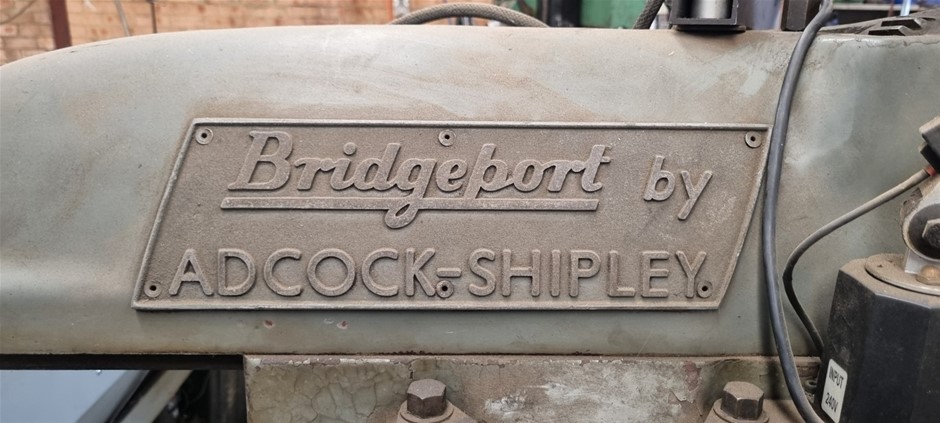 Bridgeport by
ADCOCK-SHIPLEY
INPUT
240V